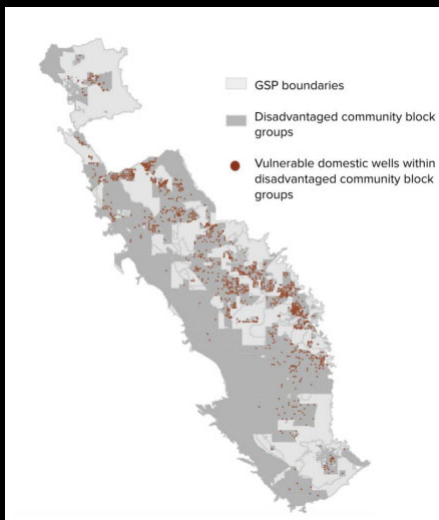 GSP boundaries
Disadvantaged community block
groups
Vulnerable domestic wells within
disadvantaged community block
groups